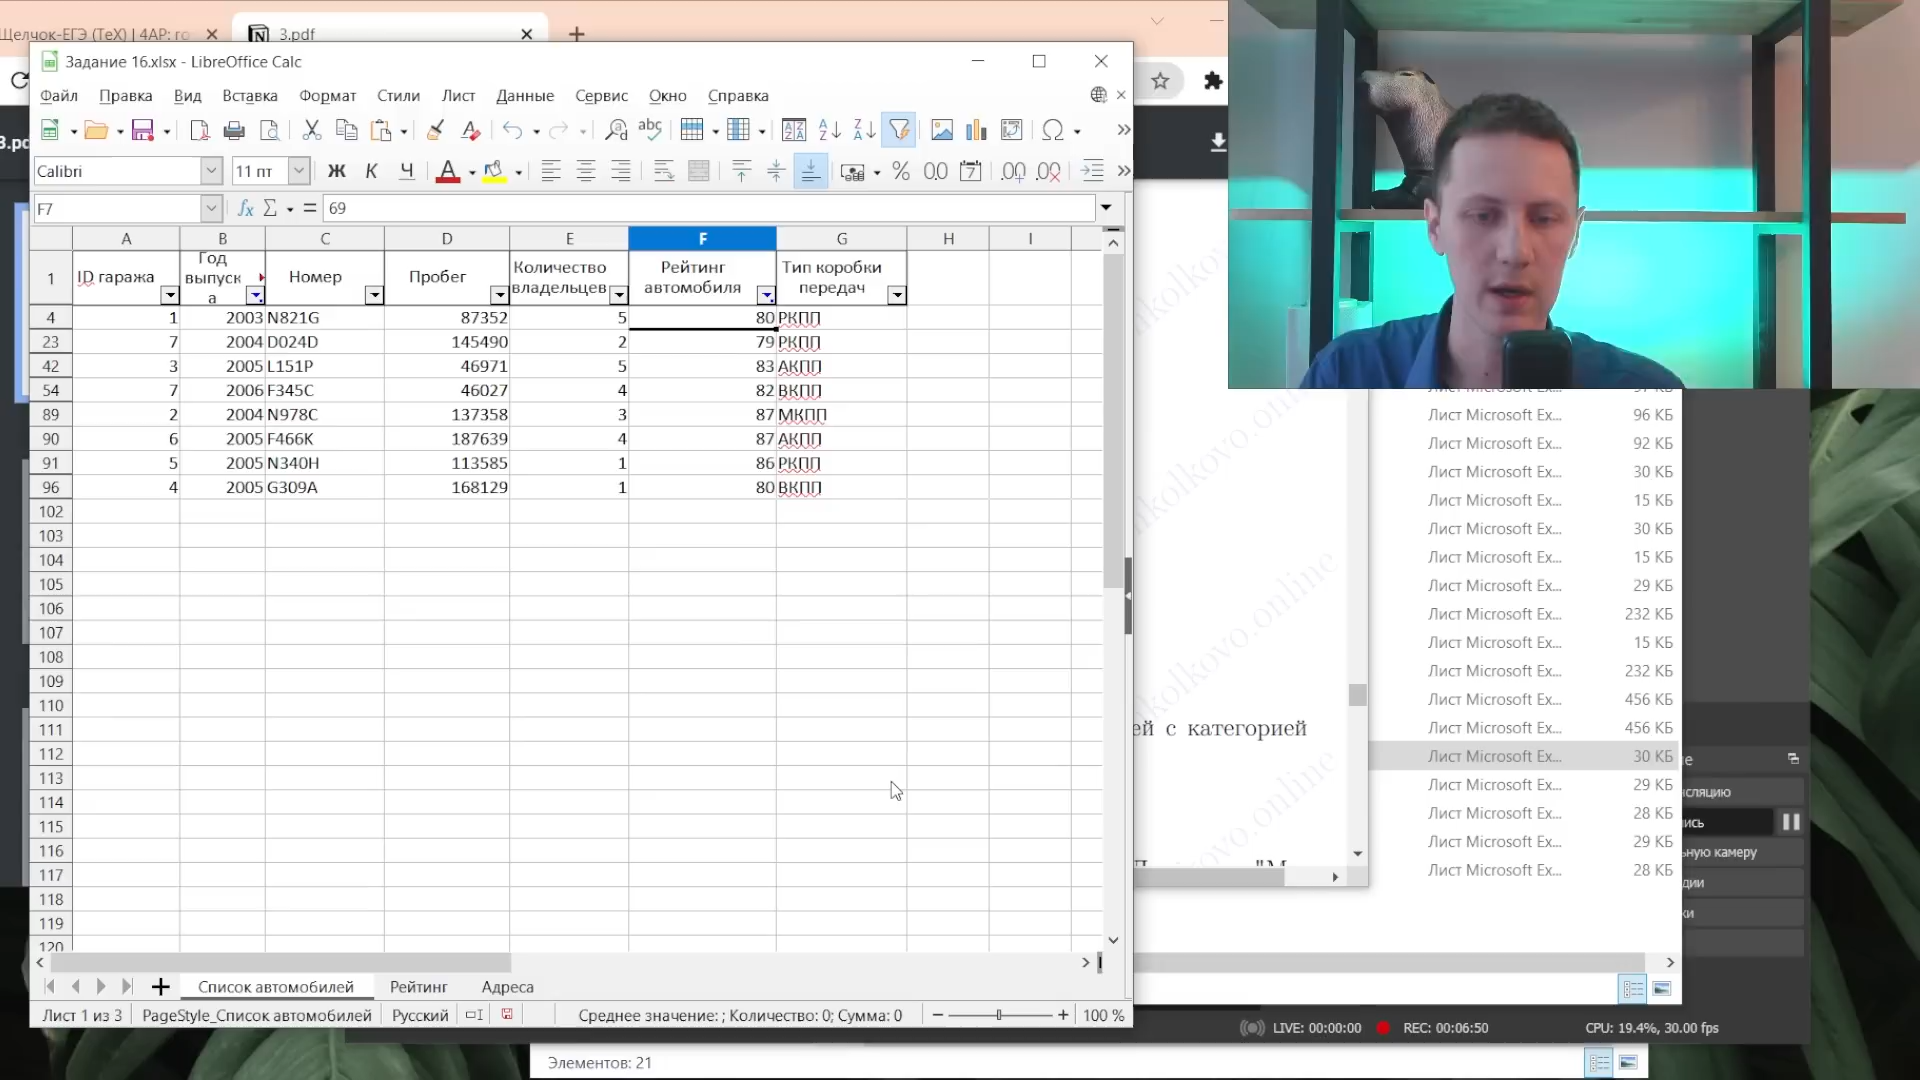 Щелчок-ЕГЭ (TeX) | 4АР: го
3.pdf
Задание 16.xlsx - LibreOffice Calc
Файл Правка Вид Вставка Формат Стили Лист Данные Сервис Окно Справка
Calibri 11 пт Ж К Ч
F7 69
A B C D E F G H I
1 ID гаража Год выпуска Номер Пробег Количество владельцев Рейтинг автомобиля Тип коробки передач
4 1 2003 N821G 87352 5 80 РКПП
23 7 2004 D024D 145490 2 79 РКПП
42 3 2005 L151P 46971 5 83 АКПП
54 7 2006 F345C 46027 4 82 ВКПП
89 2 2004 N978C 137358 3 87 МКПП
90 6 2005 F466K 187639 4 87 АКПП
91 5 2005 N340H 113585 1 86 РКПП
96 4 2005 G309A 168129 1 80 ВКПП
102
103
104
105
106
107
108
109
110
111
112
113
114
115
116
117
118
119
120
Список автомобилей Рейтинг Адреса
Лист 1 из 3 PageStyle_Список автомобилей Русский Среднее значение: ; Количество: 0; Сумма: 0 100 %
ей с категорией
Лист Microsoft Ex... 97 КБ
Лист Microsoft Ex... 96 КБ
Лист Microsoft Ex... 92 КБ
Лист Microsoft Ex... 30 КБ
Лист Microsoft Ex... 15 КБ
Лист Microsoft Ex... 30 КБ
Лист Microsoft Ex... 15 КБ
Лист Microsoft Ex... 29 КБ
Лист Microsoft Ex... 232 КБ
Лист Microsoft Ex... 15 КБ
Лист Microsoft Ex... 232 КБ
Лист Microsoft Ex... 456 КБ
Лист Microsoft Ex... 456 КБ
Лист Microsoft Ex... 30 КБ
Лист Microsoft Ex... 29 КБ
Лист Microsoft Ex... 28 КБ
Лист Microsoft Ex... 29 КБ
Лист Microsoft Ex... 28 КБ
нсляцию
ись
ьную камеру
дии
ки
LIVE: 00:00:00 REC: 00:06:50 CPU: 19.4%, 30.00 fps
Элементов: 21